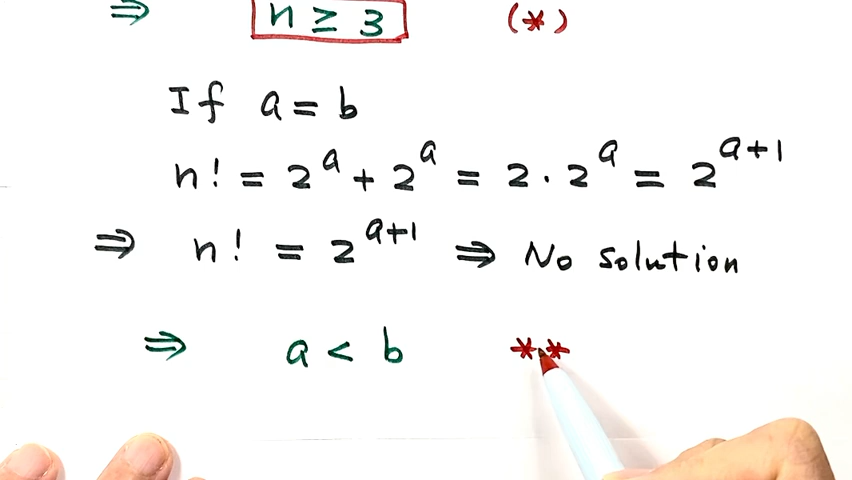 ⇒ n ≥ 3 (*)
If a = b
n! = 2^a + 2^a = 2 · 2^a = 2^(a+1)
⇒ n! = 2^(a+1) ⇒ No solution
⇒ a < b **